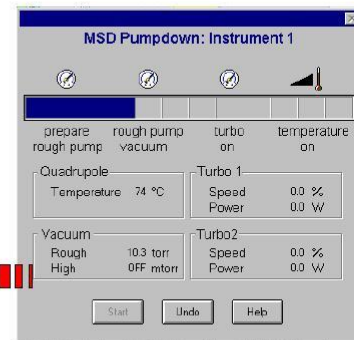 MSD Pumpdown: Instrument 1
prepare rough pump turbo temperature
rough pump vacuum on on
Quadrupole
Temperature 74 °C
Turbo 1
Speed 0.0 %
Power 0.0 W
Vacuum
Rough 10.3 torr
High OFF mtorr
Turbo2
Speed 0.0 %
Power 0.0 W
Start Undo Help